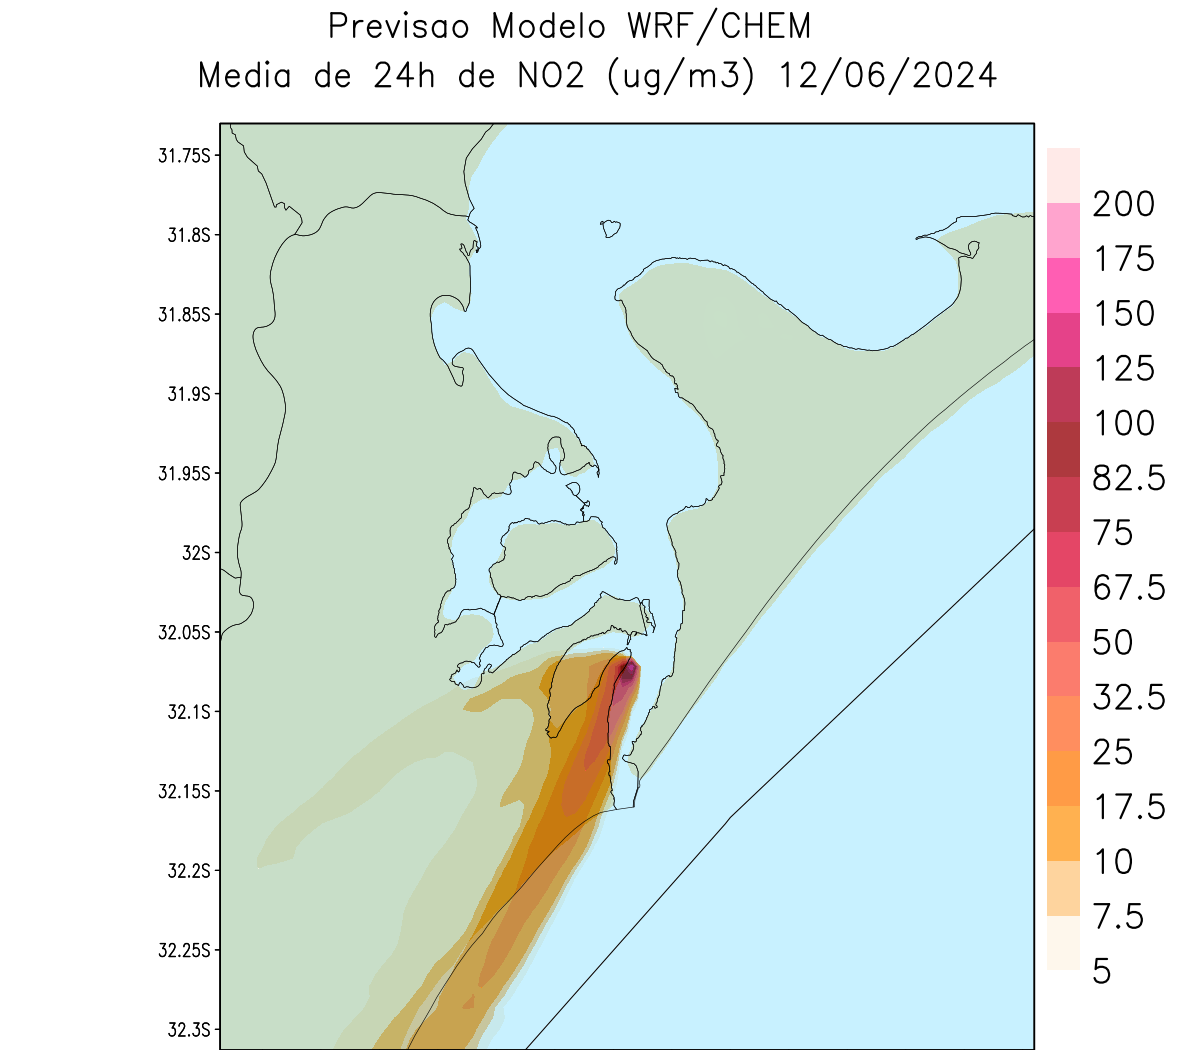 Previsao Modelo WRF/CHEM
Media de 24h de NO2 (ug/m3) 12/06/2024
31.75S
31.8S
31.85S
31.9S
31.95S
32S
32.05S
32.1S
32.15S
32.2S
32.25S
32.3S
200
175
150
125
100
82.5
75
67.5
50
32.5
25
17.5
10
7.5
5